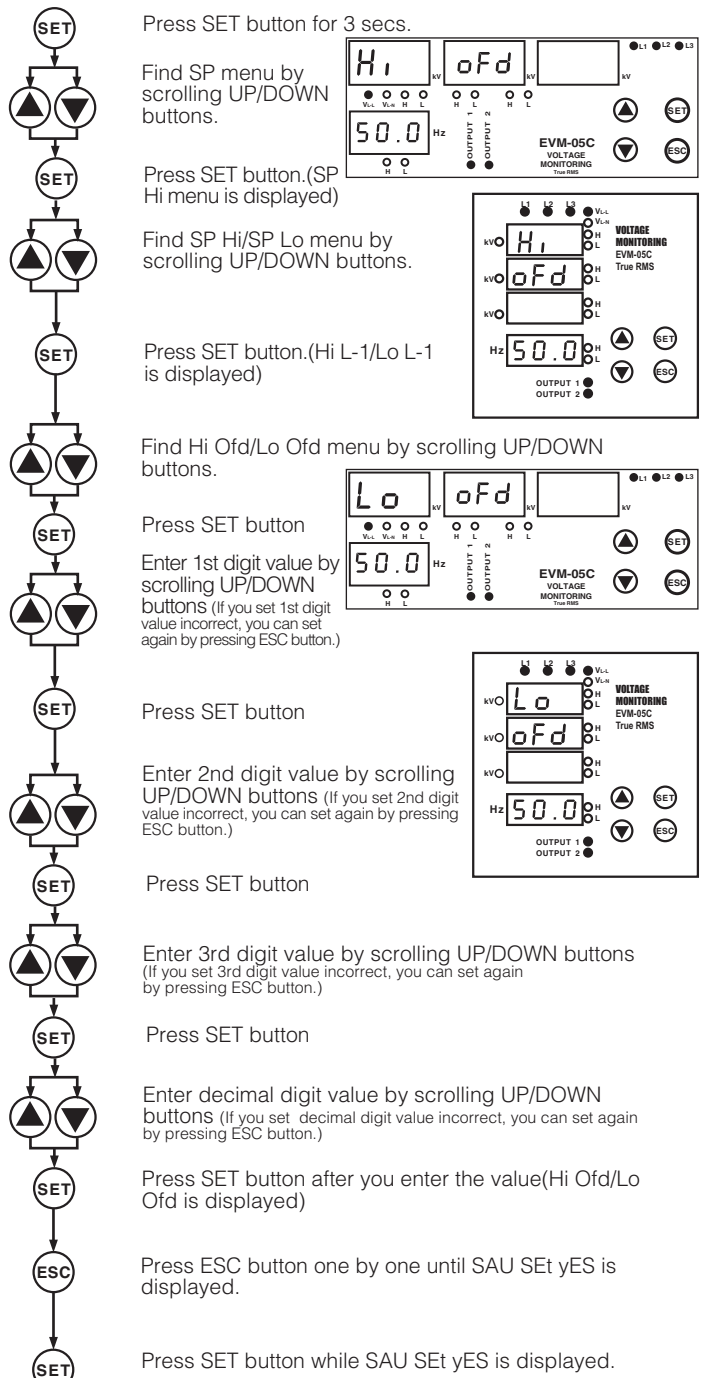 SET
Press SET button for 3 secs.
Find SP menu by
scrolling UP/DOWN
buttons.
Hi oFd
L1 L2 L3
kV kV kV
VL-L VL-N H L H L H L
50.0 Hz
H L
OUTPUT 1
OUTPUT 2
EVM-05C
VOLTAGE
MONITORING
True RMS
SET
ESC
SET
Press SET button.(SP
Hi menu is displayed)
Find SP Hi/SP Lo menu by
scrolling UP/DOWN buttons.
L1 L2 L3 VL-L
VL-N
kV Hi H
L
VOLTAGE
MONITORING
EVM-05C
True RMS
kV oFd H
L
kV H
L
Hz 50.0 H
L
SET
ESC
OUTPUT 1
OUTPUT 2
SET
Press SET button.(Hi L-1/Lo L-1
is displayed)
Find Hi Ofd/Lo Ofd menu by scrolling UP/DOWN
buttons.
Lo oFd
L1 L2 L3
kV kV kV
VL-L VL-N H L H L H L
50.0 Hz
H L
OUTPUT 1
OUTPUT 2
EVM-05C
VOLTAGE
MONITORING
True RMS
SET
ESC
SET
Press SET button
Enter 1st digit value by
scrolling UP/DOWN
buttons (If you set 1st digit
value incorrect, you can set
again by pressing ESC button.)
SET
Press SET button
L1 L2 L3 VL-L
VL-N
kV Lo H
L
VOLTAGE
MONITORING
EVM-05C
True RMS
kV oFd H
L
kV H
L
Hz 50.0 H
L
SET
ESC
OUTPUT 1
OUTPUT 2
Enter 2nd digit value by scrolling
UP/DOWN buttons (If you set 2nd digit
value incorrect, you can set again by pressing
ESC button.)
SET
Press SET button
Enter 3rd digit value by scrolling UP/DOWN buttons
(If you set 3rd digit value incorrect, you can set again
by pressing ESC button.)
SET
Press SET button
Enter decimal digit value by scrolling UP/DOWN
buttons (If you set decimal digit value incorrect, you can set again
by pressing ESC button.)
SET
Press SET button after you enter the value(Hi Ofd/Lo
Ofd is displayed)
ESC
Press ESC button one by one until SAU SEt yES is
displayed.
SET
Press SET button while SAU SEt yES is displayed.